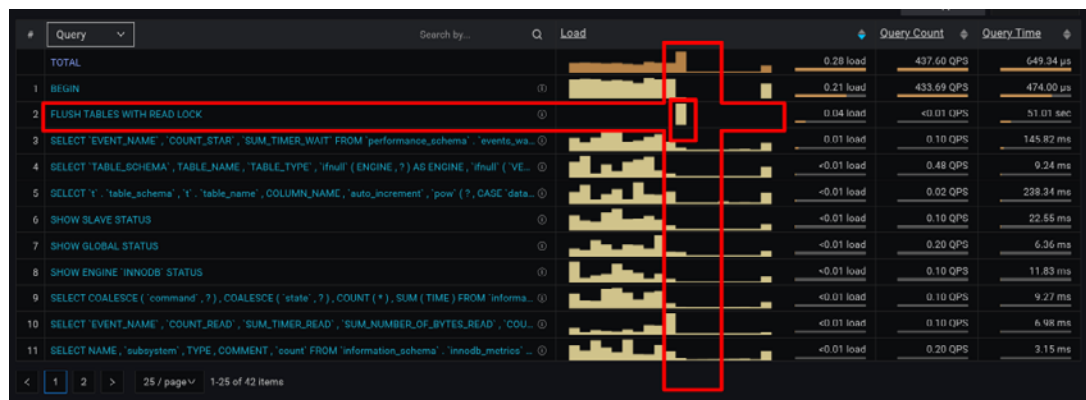 # Query Search by... Load Query Count Query Time
TOTAL 0.28 load 437.60 QPS 649.34 µs
1 BEGIN 0.21 load 433.69 QPS 474.00 µs
2 FLUSH TABLES WITH READ LOCK 0.04 load <0.01 QPS 51.01 sec
3 SELECT `EVENT_NAME` , `COUNT_STAR` , `SUM_TIMER_WAIT` FROM `performance_schema` . `events_wa... 0.01 load 0.10 QPS 145.82 ms
4 SELECT `TABLE_SCHEMA` , TABLE_NAME , `TABLE_TYPE` , `ifnull` ( ENGINE , ? ) AS ENGINE , `ifnull` ( `VE... <0.01 load 0.48 QPS 9.24 ms
5 SELECT `t` . `table_schema` , `t` . `table_name` , COLUMN_NAME , `auto_increment` , `pow` ( ? , CASE `data... <0.01 load 0.02 QPS 238.34 ms
6 SHOW SLAVE STATUS <0.01 load 0.10 QPS 22.55 ms
7 SHOW GLOBAL STATUS <0.01 load 0.20 QPS 6.36 ms
8 SHOW ENGINE `INNODB` STATUS <0.01 load 0.10 QPS 11.83 ms
9 SELECT COALESCE ( `command` , ? ) , COALESCE ( `state` , ? ) , COUNT ( * ) , SUM ( TIME ) FROM `informa... <0.01 load 0.10 QPS 9.27 ms
10 SELECT `EVENT_NAME` , `COUNT_READ` , `SUM_TIMER_READ` , `SUM_NUMBER_OF_BYTES_READ` , `COU... <0.01 load 0.10 QPS 6.98 ms
11 SELECT NAME , `subsystem` , TYPE , COMMENT , `count` FROM `information_schema` . `innodb_metrics` ... <0.01 load 0.20 QPS 3.15 ms
< 1 2 > 25 / page 1-25 of 42 items